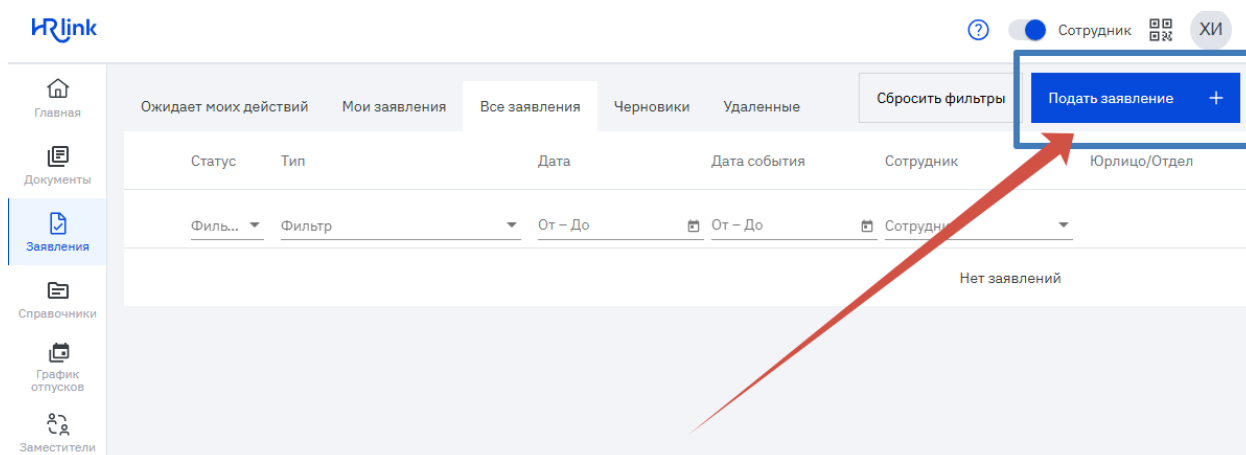 HRlink
Сотрудник
ХИ
Главная
Документы
Заявления
Справочники
График
отпусков
Заместители
Ожидает моих действий
Мои заявления
Все заявления
Черновики
Удаленные
Сбросить фильтры
Подать заявление +
Статус
Тип
Дата
Дата события
Сотрудник
Юрлицо/Отдел
Филь...
Фильтр
От – До
От – До
Нет заявлений